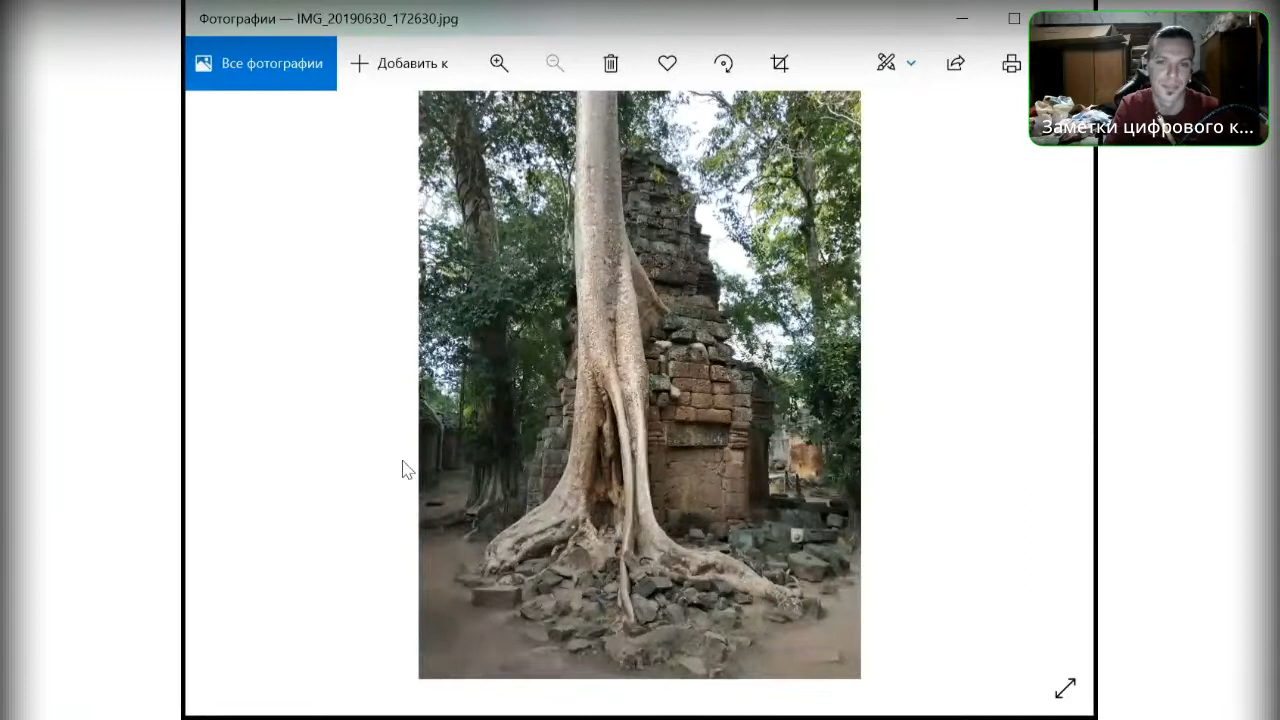 Фотографии — IMG_20190630_172630.jpg
Все фотографии
Добавить к
Заметки цифрового к...